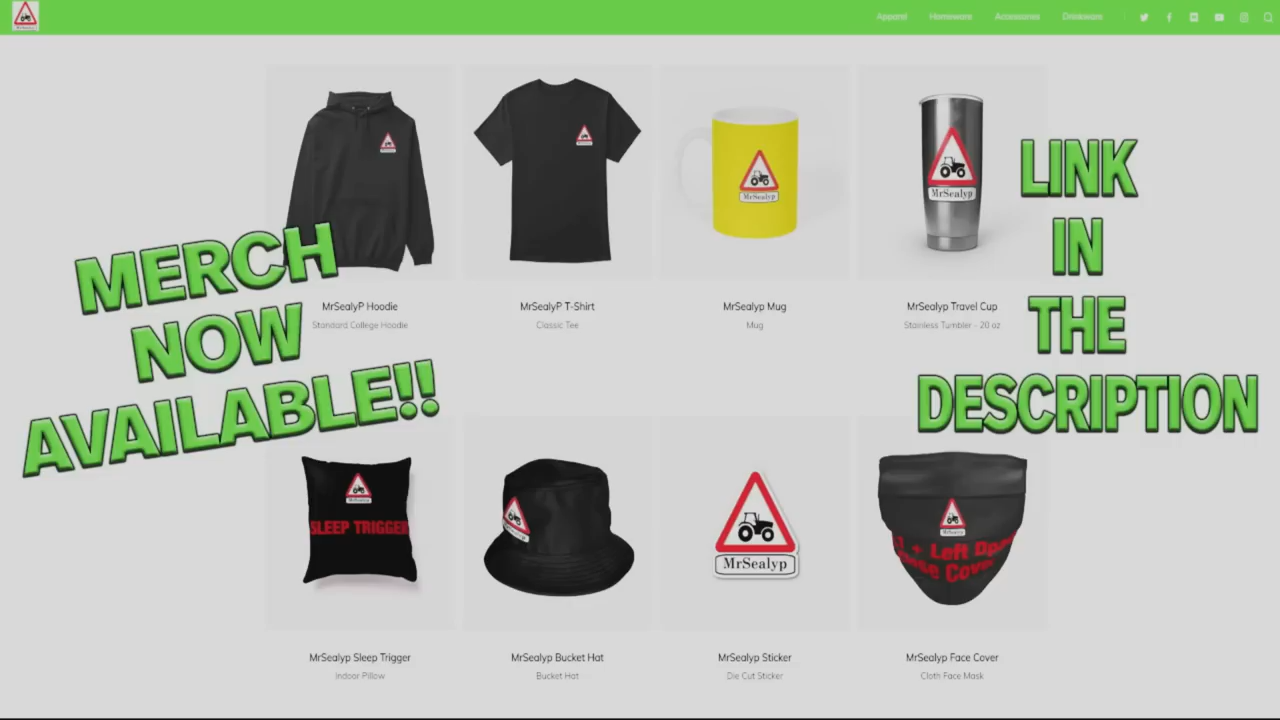 Apparel Homeware Accessories Drinkware
MERCH
NOW
AVAILABLE!!
LINK
IN
THE
DESCRIPTION
MrSealyp
MrSealyp
MrSealyP Hoodie
Standard College Hoodie
MrSealyP T-Shirt
Classic Tee
MrSealyp Mug
Mug
MrSealyp Travel Cup
Stainless Tumbler - 20 oz
SLEEP TRIGGER
MrSealyp
+ Left
MrSealyp Sleep Trigger
Indoor Pillow
MrSealyp Bucket Hat
Bucket Hat
MrSealyp Sticker
Die Cut Sticker
MrSealyp Face Cover
Cloth Face Mask